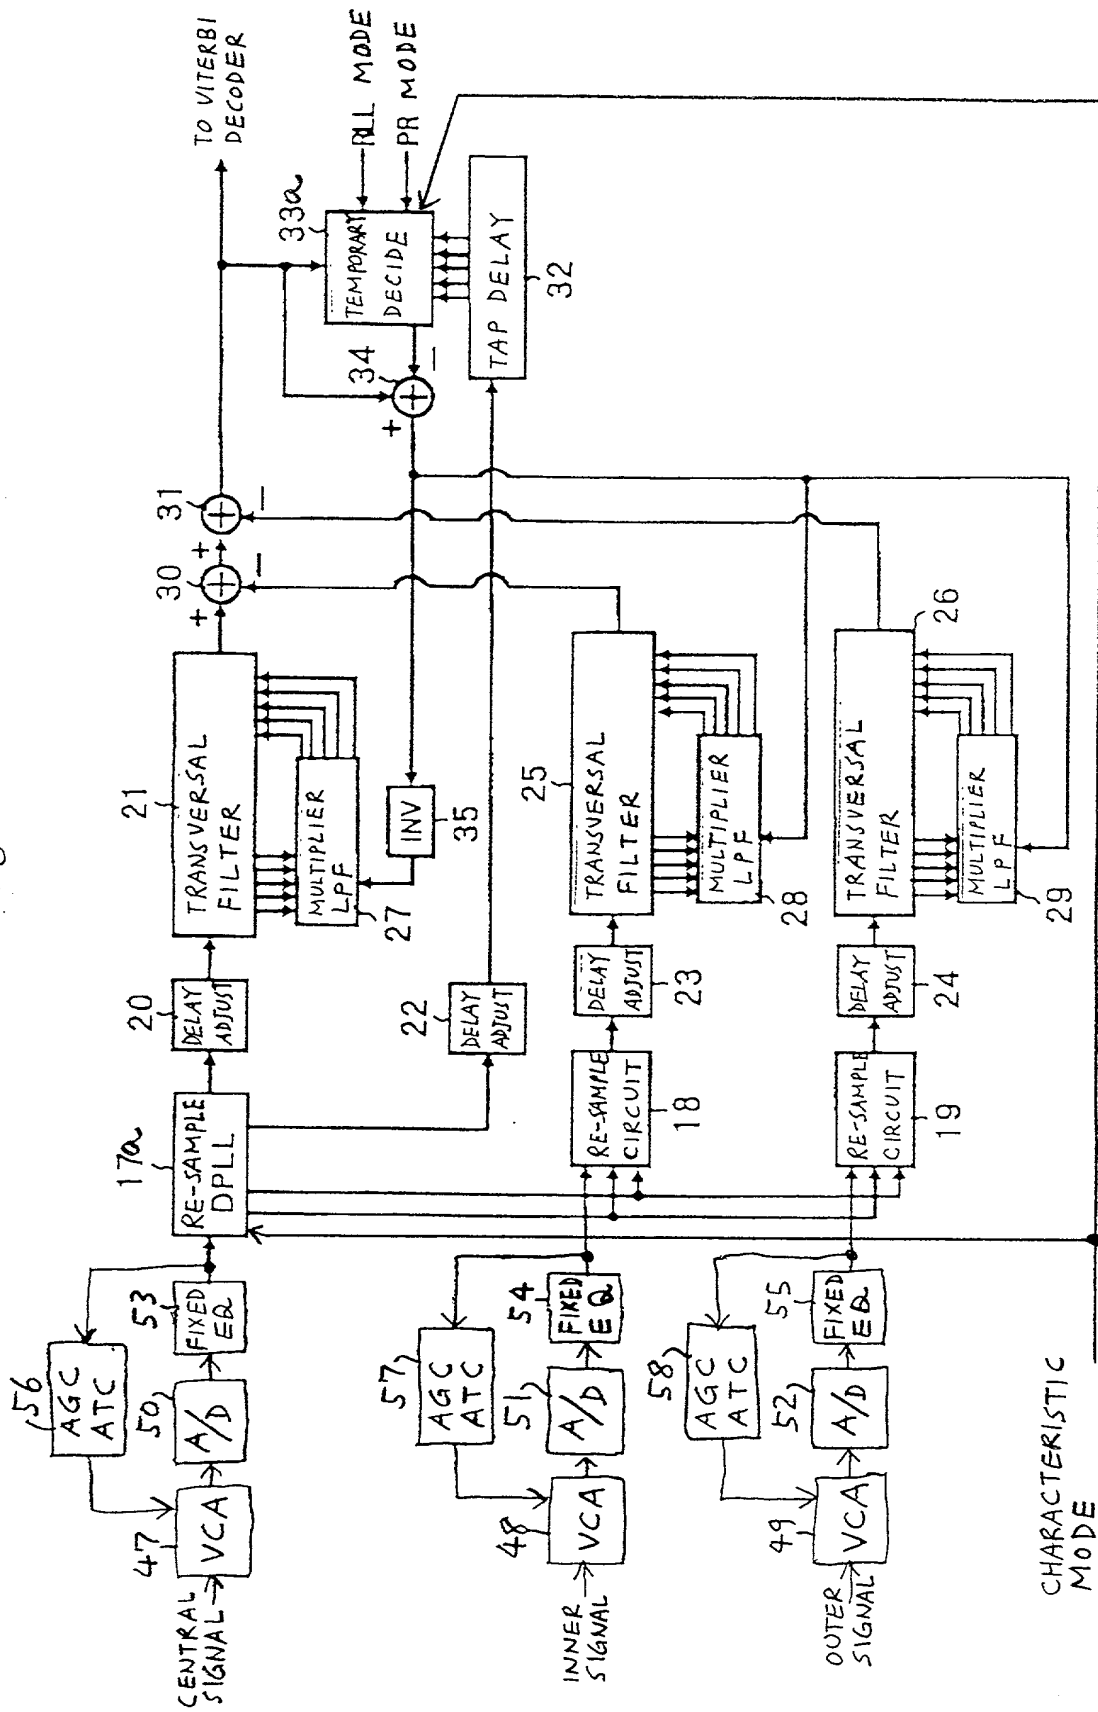 TO VITERBI
DECODER
RLL MODE
PR MODE
33a
TEMPORARY
DECIDE
34
−
+
TAP DELAY
32
31
+
−
30
+
−
21
TRANSVERSAL
FILTER
MULTIPLIER
LPF
27
INV
35
20
DELAY
ADJUST
22
DELAY
ADJUST
17a
RE-SAMPLE
DPLL
53
FIXED
EQ
56
AGC
ATC
50
A/D
47
VCA
CENTRAL
SIGNAL
25
TRANSVERSAL
FILTER
MULTIPLIER
LPF
28
DELAY
ADJUST
23
RE-SAMPLE
CIRCUIT
18
54
FIXED
EQ
57
AGC
ATC
51
A/D
48
VCA
INNER
SIGNAL
26
TRANSVERSAL
FILTER
MULTIPLIER
LPF
29
DELAY
ADJUST
24
RE-SAMPLE
CIRCUIT
19
55
FIXED
EQ
58
AGC
ATC
52
A/D
49
VCA
OUTER
SIGNAL
CHARACTERISTIC
MODE